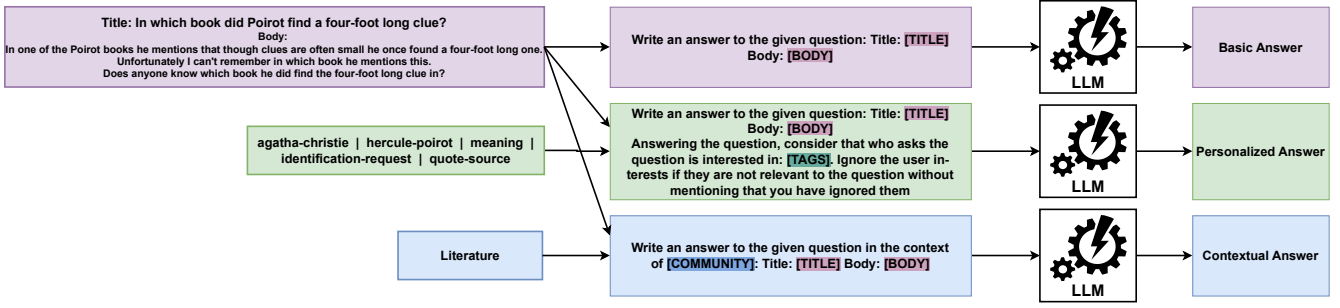 Title: In which book did Poirot find a four-foot long clue?
Body:
In one of the Poirot books he mentions that though clues are often small he once found a four-foot long one.
Unfortunately I can't remember in which book he mentions this.
Does anyone know which book he did find the four-foot long clue in?
Write an answer to the given question: Title: [TITLE]
Body: [BODY]
LLM
Basic Answer
agatha-christie | hercule-poirot | meaning |
identification-request | quote-source
Write an answer to the given question: Title: [TITLE]
Body: [BODY]
Answering the question, consider that who asks the
question is interested in: [TAGS]. Ignore the user in-
terests if they are not relevant to the question without
mentioning that you have ignored them
LLM
Personalized Answer
Literature
Write an answer to the given question in the context
of [COMMUNITY]: Title: [TITLE] Body: [BODY]
LLM
Contextual Answer